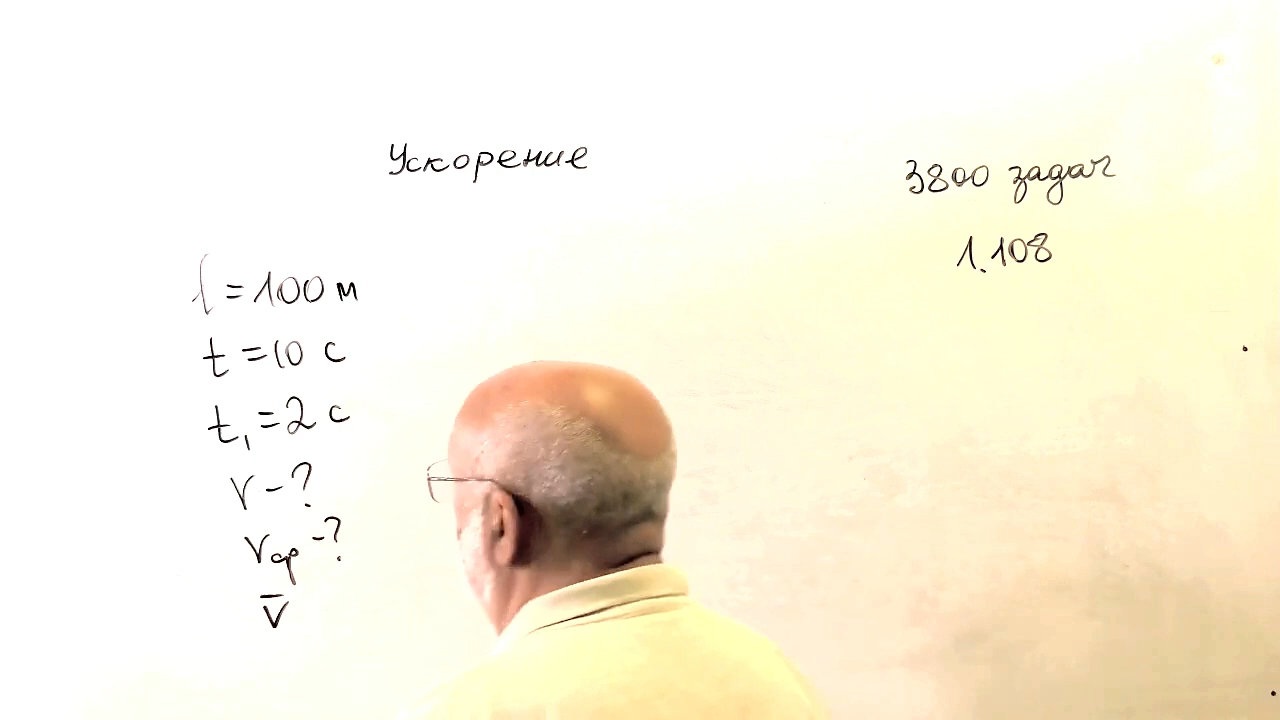 Ускорение
3800 задач
1.108
l = 100 м
t = 10 с
t₁ = 2 с
v - ?
vср - ?
v̅